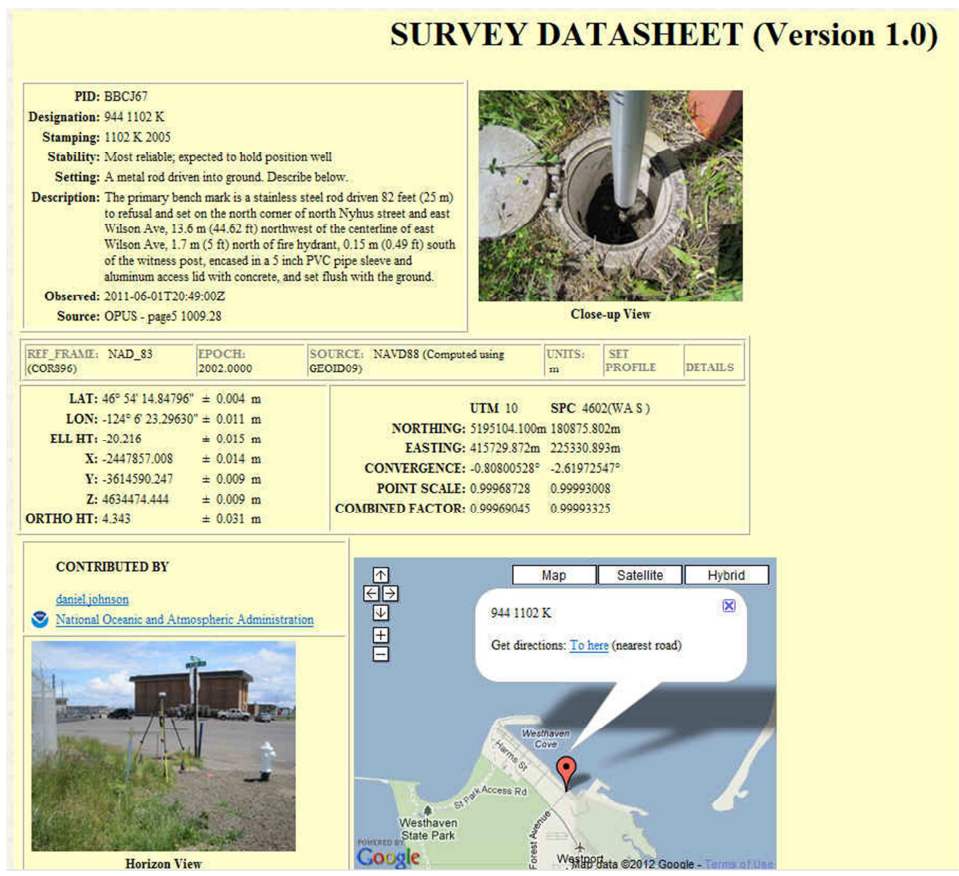 SURVEY DATASHEET (Version 1.0)
PID: BBCJ67
Designation: 944 1102 K
Stamping: 1102 K 2005
Stability: Most reliable; expected to hold position well
Setting: A metal rod driven into ground. Describe below.
Description: The primary bench mark is a stainless steel rod driven 82 feet (25 m)
to refusal and set on the north corner of north Nyhus street and east
Wilson Ave, 13.6 m (44.62 ft) northwest of the centerline of east
Wilson Ave, 1.7 m (5 ft) north of fire hydrant, 0.15 m (0.49 ft) south
of the witness post, encased in a 5 inch PVC pipe sleeve and
aluminum access lid with concrete, and set flush with the ground.
Observed: 2011-06-01T20:49:00Z
Source: OPUS - page5 1009.28
Close-up View
REF_FRAME: NAD_83
(CORS96)
EPOCH:
2002.0000
SOURCE: NAVD88 (Computed using
GEOID09)
UNITS:
m
SET
PROFILE
DETAILS
LAT: 46° 54' 14.84796" ± 0.004 m
LON: -124° 6' 23.29630" ± 0.011 m
ELL HT: -20.216 ± 0.015 m
X: -2447857.008 ± 0.014 m
Y: -3614590.247 ± 0.009 m
Z: 4634474.444 ± 0.009 m
ORTHO HT: 4.343 ± 0.031 m
UTM 10 SPC 4602(WA S )
NORTHING: 5195104.100m 180875.802m
EASTING: 415729.872m 225330.893m
CONVERGENCE: -0.80800528° -2.61972547°
POINT SCALE: 0.99968728 0.99993008
COMBINED FACTOR: 0.99969045 0.99993325
CONTRIBUTED BY
daniel.johnson
National Oceanic and Atmospheric Administration
Horizon View
Map Satellite Hybrid
944 1102 K
Get directions: To here (nearest road)
Westhaven
Cove
Harms St
St Park Access Rd
Westhaven
State Park
Forest Avenue
Westport
POWERED BY
Google
Map data ©2012 Google - Terms of Use